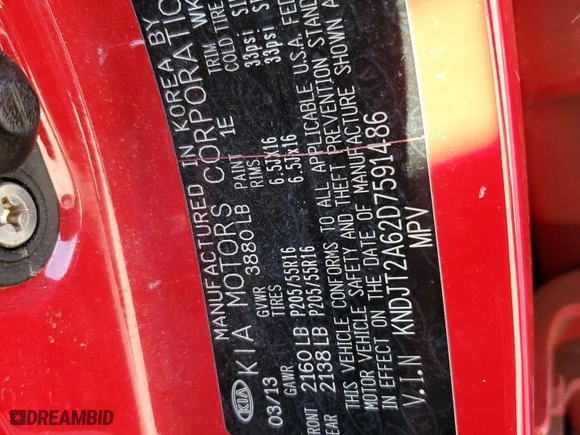 MANUFACTURED IN KOREA BY
KIA KIA MOTORS CORPORATION
03/13 GVWR 3880 LB PAINT 1E TRIM WK
GAWR TIRES RIMS COLD TIRE
FRONT 2160 LB P205/55R16 6.5JX16 33psi
REAR 2138 LB P205/55R16 6.5Jx16 33psi
THIS VEHICLE CONFORMS TO ALL APPLICABLE U.S.A. FED
MOTOR VEHICLE SAFETY AND THEFT PREVENTION STAND
IN EFFECT ON THE DATE OF MANUFACTURE SHOWN A
V.I.N KNDJT2A62D7591486
MPV
DREAMBID